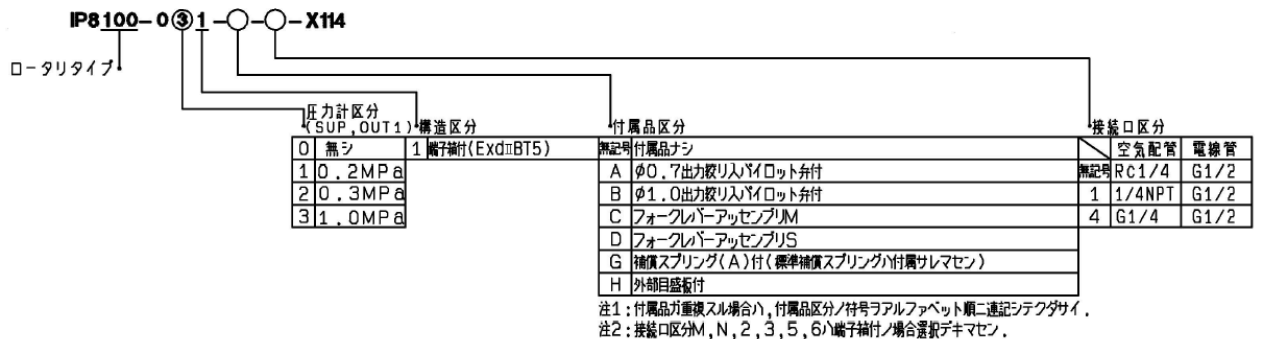 IP8100-0③1-○-○-X114
ロータリタイプ
圧力計区分
(SUP,OUT1)
構造区分
付属品区分
接続口区分
0 無シ
1 0.2MPa
2 0.3MPa
3 1.0MPa
1 端子箱付(ExdⅡBT5)
無記号 付属品ナシ
A φ0.7出力絞リ入パイロット弁付
B φ1.0出力絞リ入パイロット弁付
C フォークレバーアッセンブリM
D フォークレバーアッセンブリS
G 補償スプリング(A)付(標準補償スプリングハ付属サレマセン)
H 外部目盛板付
空気配管 電線管
無記号 RC1/4 G1/2
1 1/4NPT G1/2
4 G1/4 G1/2
注1:付属品ガ重複スル場合ハ,付属品区分ノ符号ヲアルファベット順ニ連記シテクダサイ.
注2:接続口区分M,N,2,3,5,6ハ端子箱付ノ場合選択デキマセン.